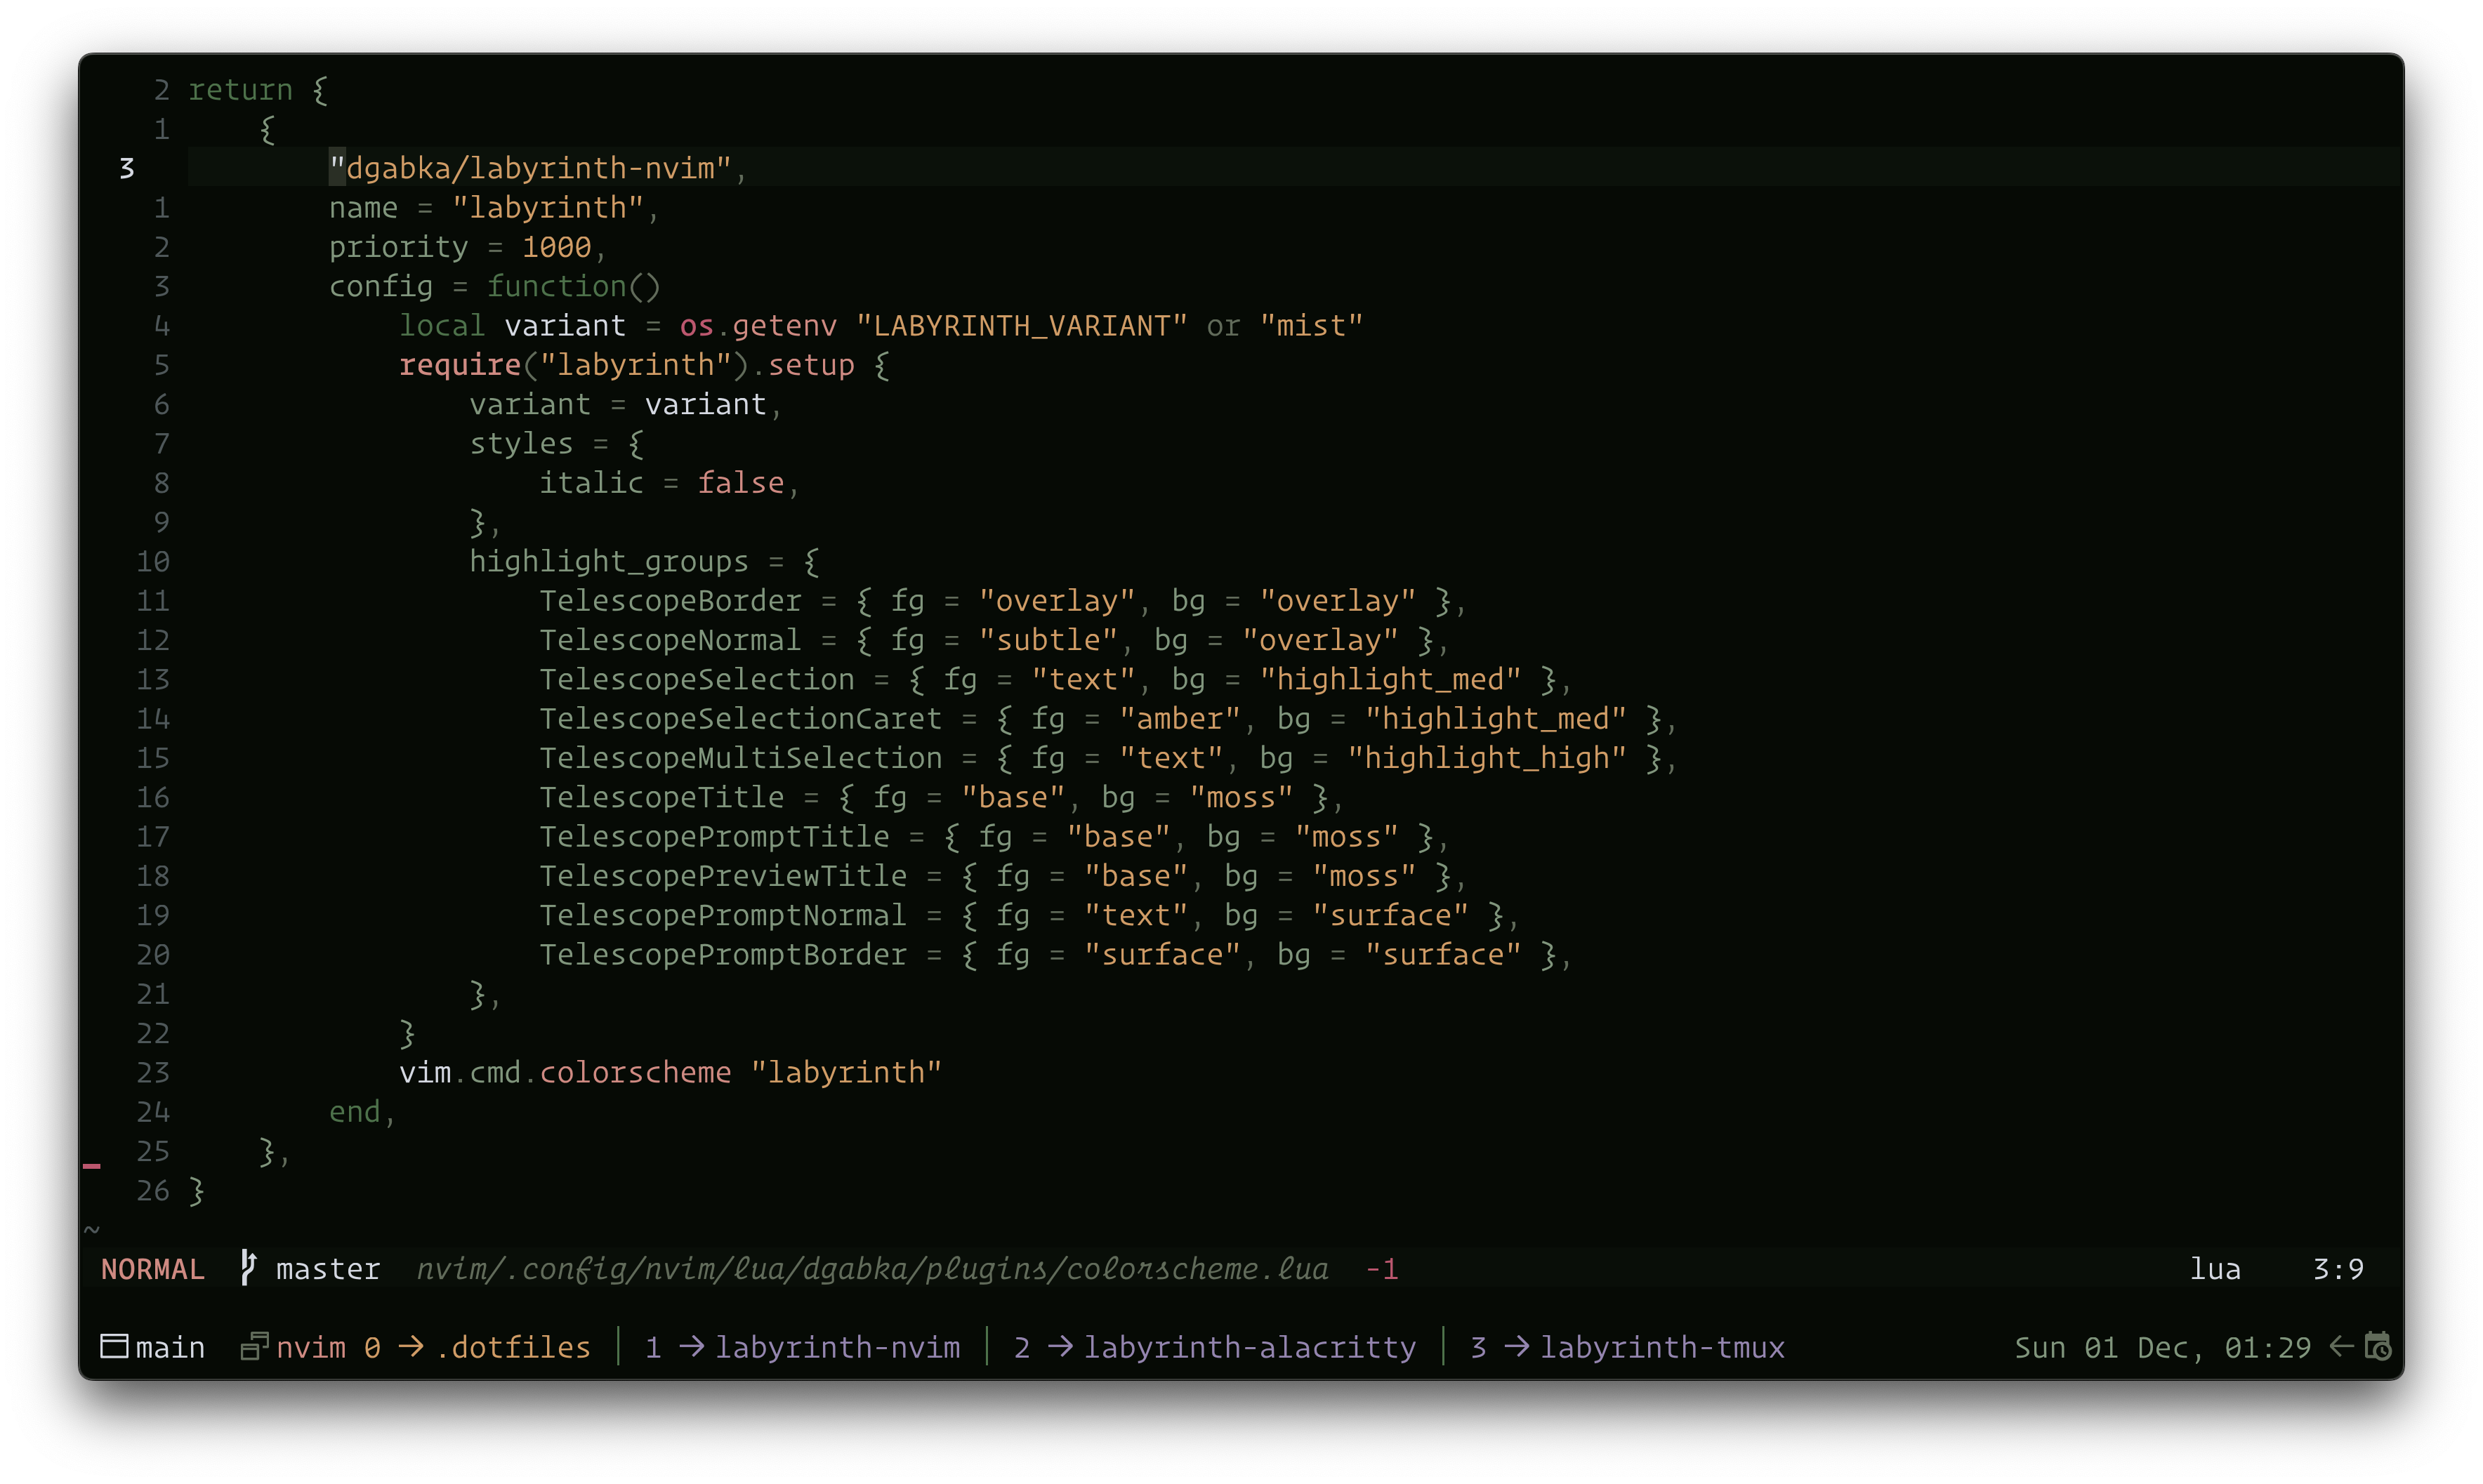 2 return {
1     {
3         "dgabka/labyrinth-nvim",
1         name = "labyrinth",
2         priority = 1000,
3         config = function()
4             local variant = os.getenv "LABYRINTH_VARIANT" or "mist"
5             require("labyrinth").setup {
6                 variant = variant,
7                 styles = {
8                     italic = false,
9                 },
10                 highlight_groups = {
11                     TelescopeBorder = { fg = "overlay", bg = "overlay" },
12                     TelescopeNormal = { fg = "subtle", bg = "overlay" },
13                     TelescopeSelection = { fg = "text", bg = "highlight_med" },
14                     TelescopeSelectionCaret = { fg = "amber", bg = "highlight_med" },
15                     TelescopeMultiSelection = { fg = "text", bg = "highlight_high" },
16                     TelescopeTitle = { fg = "base", bg = "moss" },
17                     TelescopePromptTitle = { fg = "base", bg = "moss" },
18                     TelescopePreviewTitle = { fg = "base", bg = "moss" },
19                     TelescopePromptNormal = { fg = "text", bg = "surface" },
20                     TelescopePromptBorder = { fg = "surface", bg = "surface" },
21                 },
22             }
23             vim.cmd.colorscheme "labyrinth"
24         end,
25     },
26 }
~
NORMAL master nvim/.config/nvim/lua/dgabka/plugins/colorscheme.lua -1 lua 3:9
main nvim 0 → .dotfiles │ 1 → labyrinth-nvim │ 2 → labyrinth-alacritty │ 3 → labyrinth-tmux Sun 01 Dec, 01:29 ←